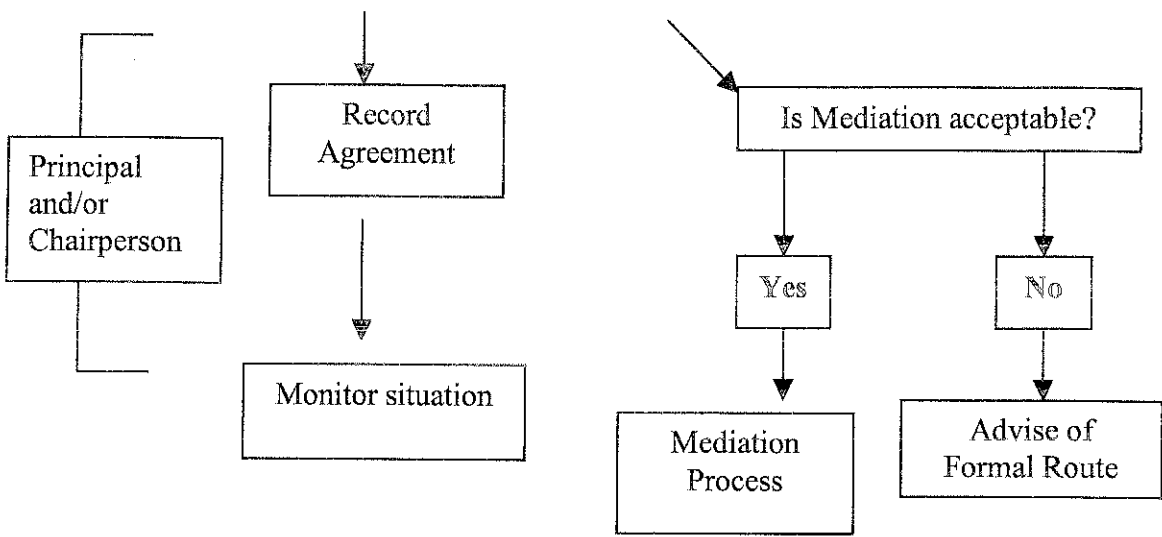 Principal
and/or
Chairperson
Record
Agreement
Monitor situation
Is Mediation acceptable?
Yes
No
Mediation
Process
Advise of
Formal Route